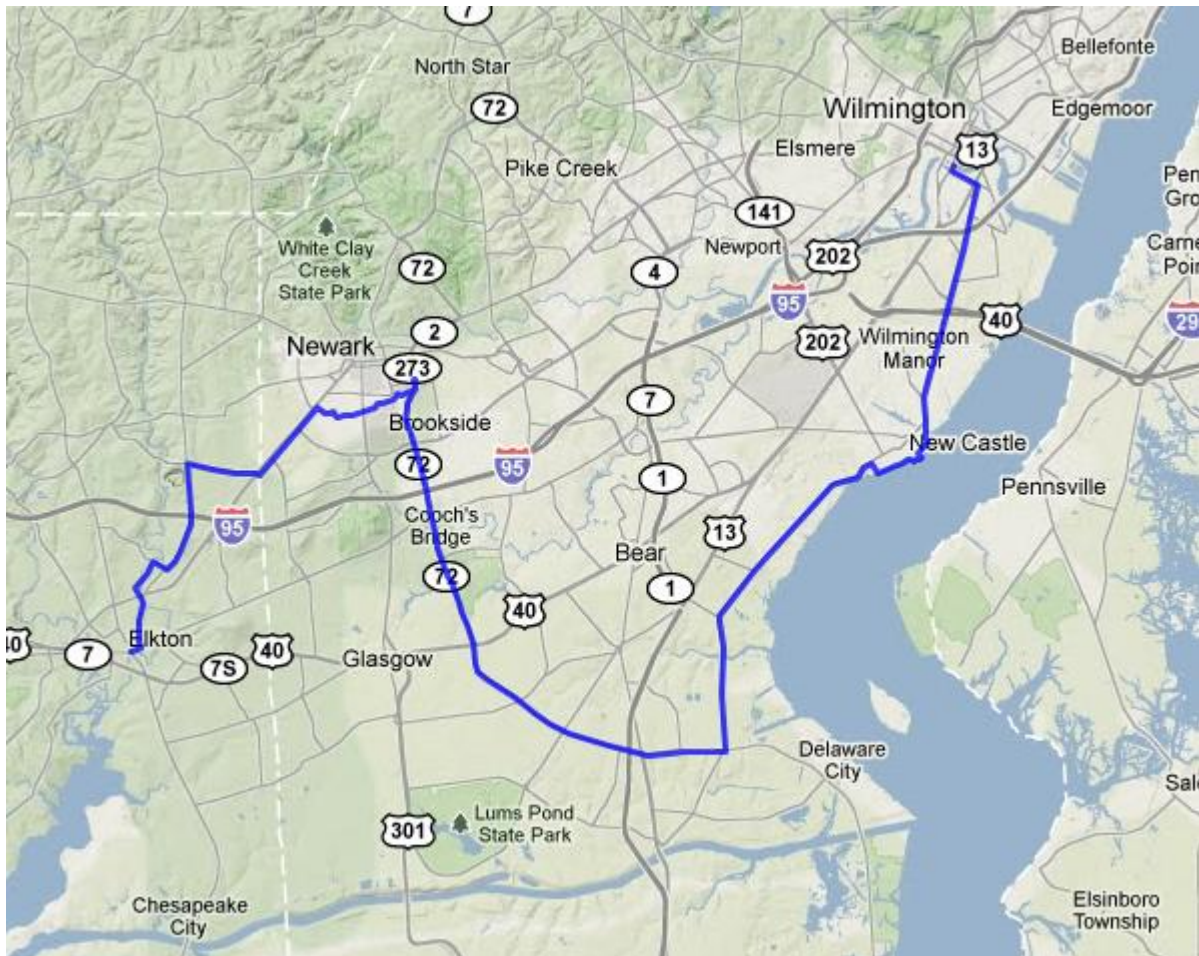 7
North Star
Bellefonte
72
Wilmington
Edgemoor
Elsmere
13
Pike Creek
141
Newport
202
White Clay
Creek
State Park
72
4
95
40
2
202
Wilmington
Manor
Newark
273
7
Brookside
New Castle
72
95
1
Pennsville
95
Cooch's
Bridge
13
Bear
72
1
40
Elkton
7
7S
40
Glasgow
Delaware
City
301
Lums Pond
State Park
Chesapeake
City
Elsinboro
Township